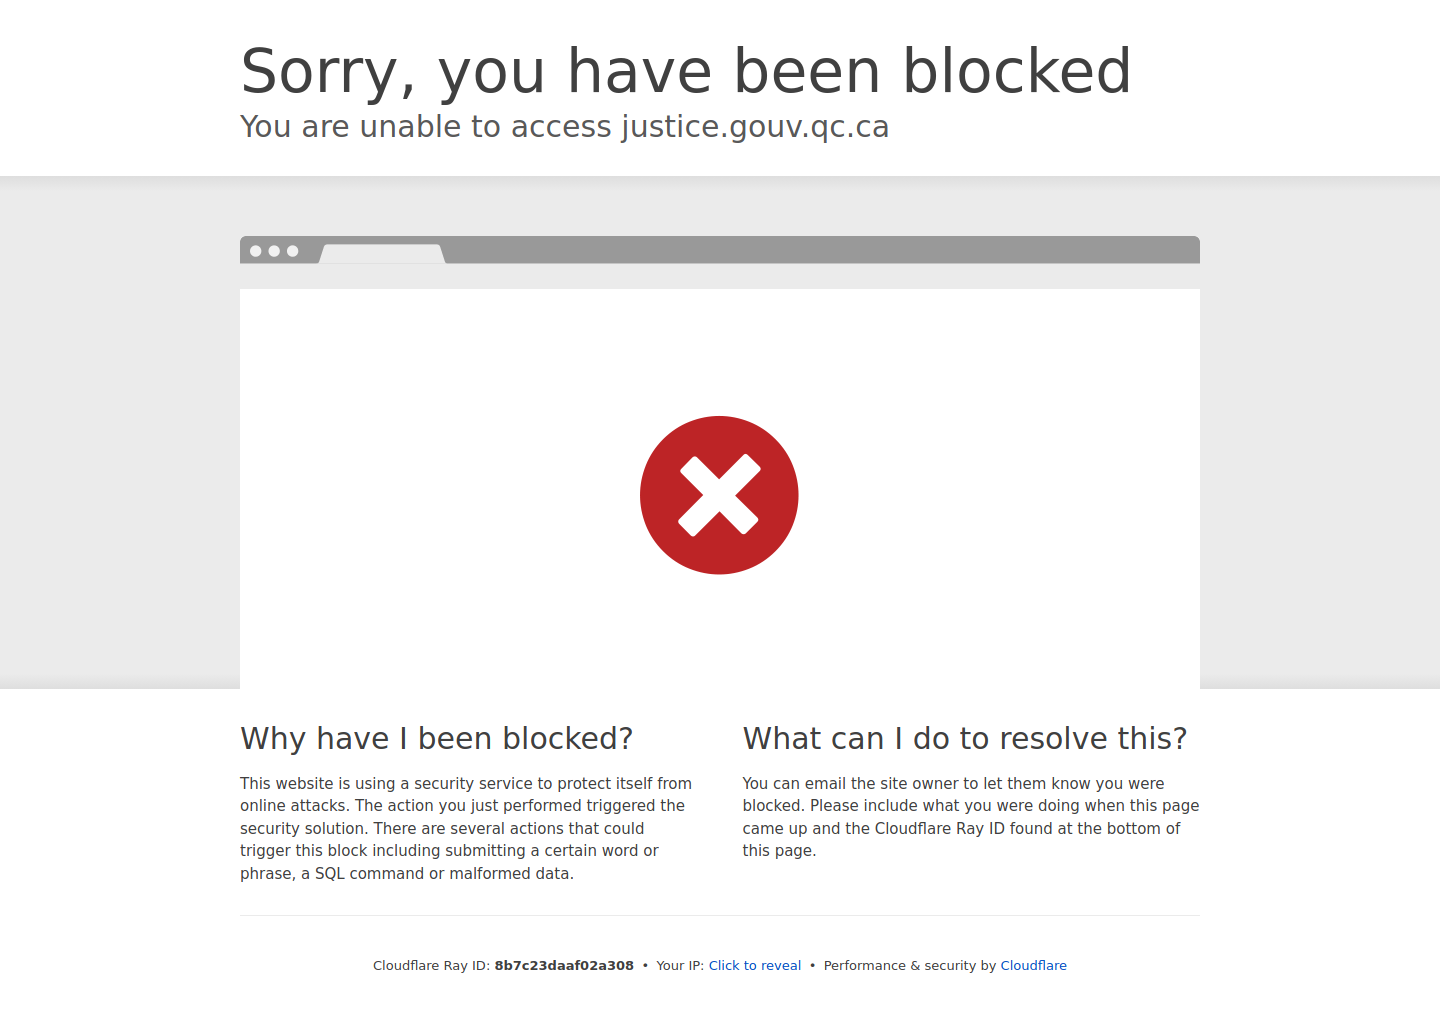 Sorry, you have been blocked
You are unable to access justice.gouv.qc.ca
Why have I been blocked?
This website is using a security service to protect itself from
online attacks. The action you just performed triggered the
security solution. There are several actions that could
trigger this block including submitting a certain word or
phrase, a SQL command or malformed data.
What can I do to resolve this?
You can email the site owner to let them know you were
blocked. Please include what you were doing when this page
came up and the Cloudflare Ray ID found at the bottom of
this page.
Cloudflare Ray ID: 8b7c23daaf02a308 • Your IP: Click to reveal • Performance & security by Cloudflare